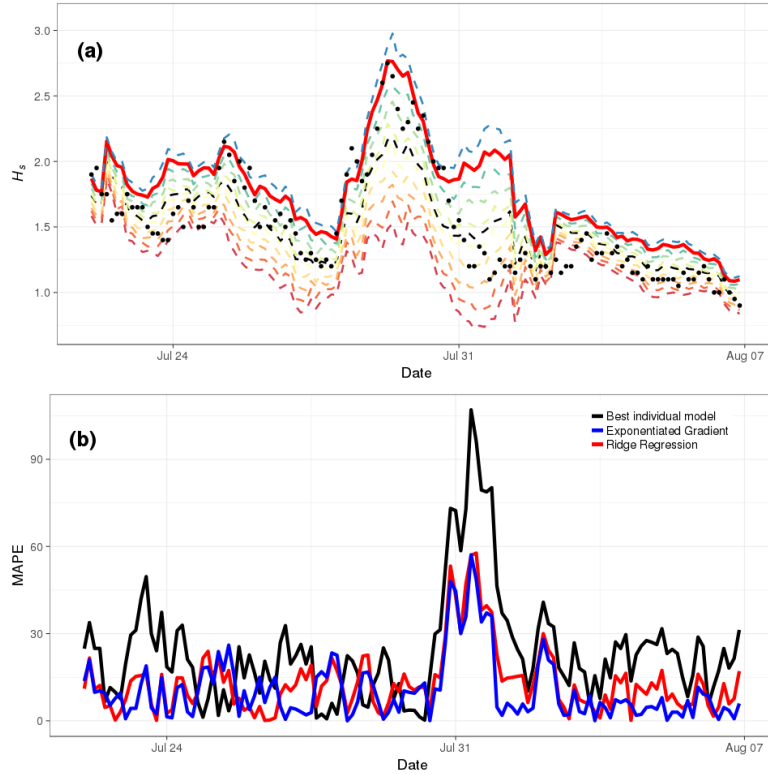 (a)
3.0
2.5
2.0
1.5
1.0
Hs
Jul 24
Jul 31
Aug 07
Date
(b)
Best individual model
Exponentiated Gradient
Ridge Regression
90
60
30
0
MAPE
Jul 24
Jul 31
Aug 07
Date